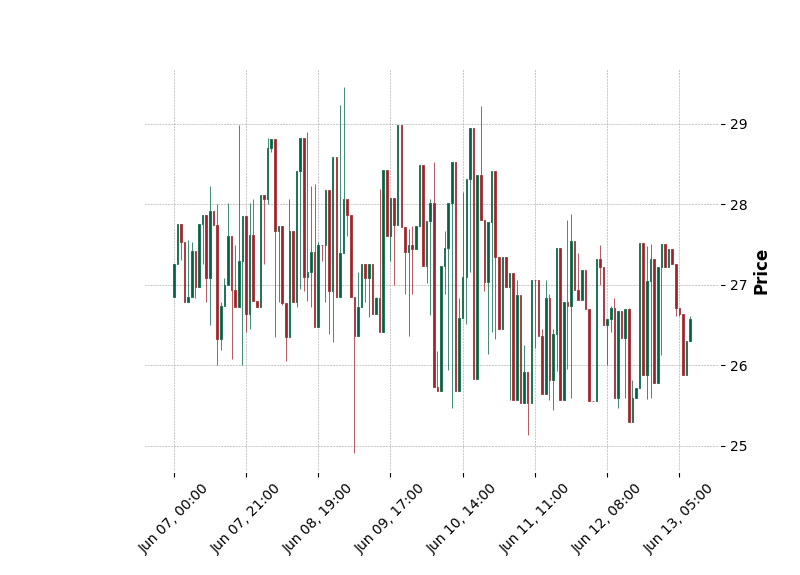 29
28
27
26
25
Price
Jun 07, 00:00
Jun 07, 21:00
Jun 08, 19:00
Jun 09, 17:00
Jun 10, 14:00
Jun 11, 11:00
Jun 12, 08:00
Jun 13, 05:00